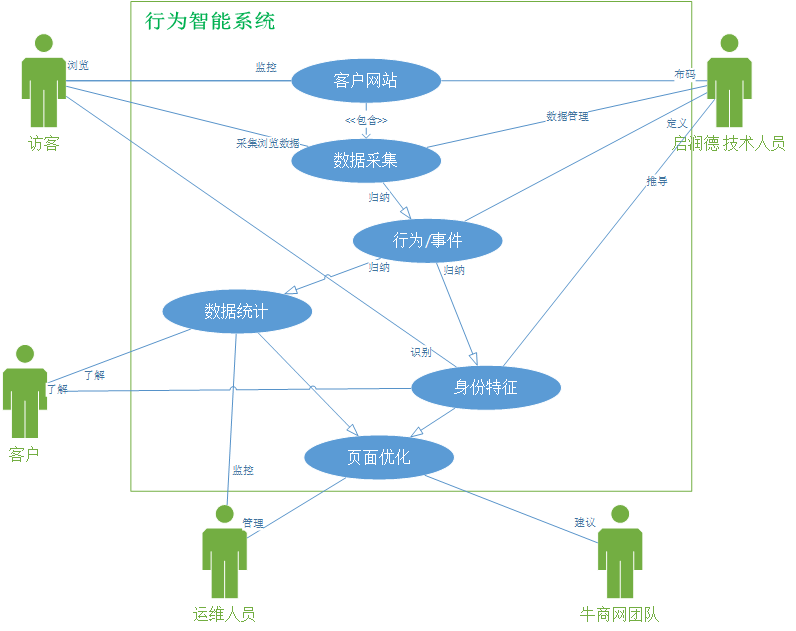 行为智能系统
浏览
监控
客户网站
布码
访客
<<包含>>
数据管理
定义
采集浏览数据
数据采集
启润德 技术人员
推导
归纳
行为/事件
归纳
归纳
数据统计
识别
了解
了解
身份特征
客户
页面优化
监控
管理
建议
运维人员
牛商网团队